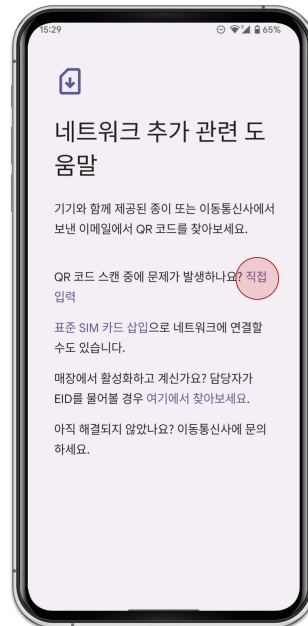 15:29
65%
네트워크 추가 관련 도
움말
기기와 함께 제공된 종이 또는 이동통신사에서
보낸 이메일에서 QR 코드를 찾아보세요.
QR 코드 스캔 중에 문제가 발생하나요? 직접
입력
표준 SIM 카드 삽입으로 네트워크에 연결할
수도 있습니다.
매장에서 활성화하고 계신가요? 담당자가
EID를 물어볼 경우 여기에서 찾아보세요.
아직 해결되지 않았나요? 이동통신사에 문의
하세요.